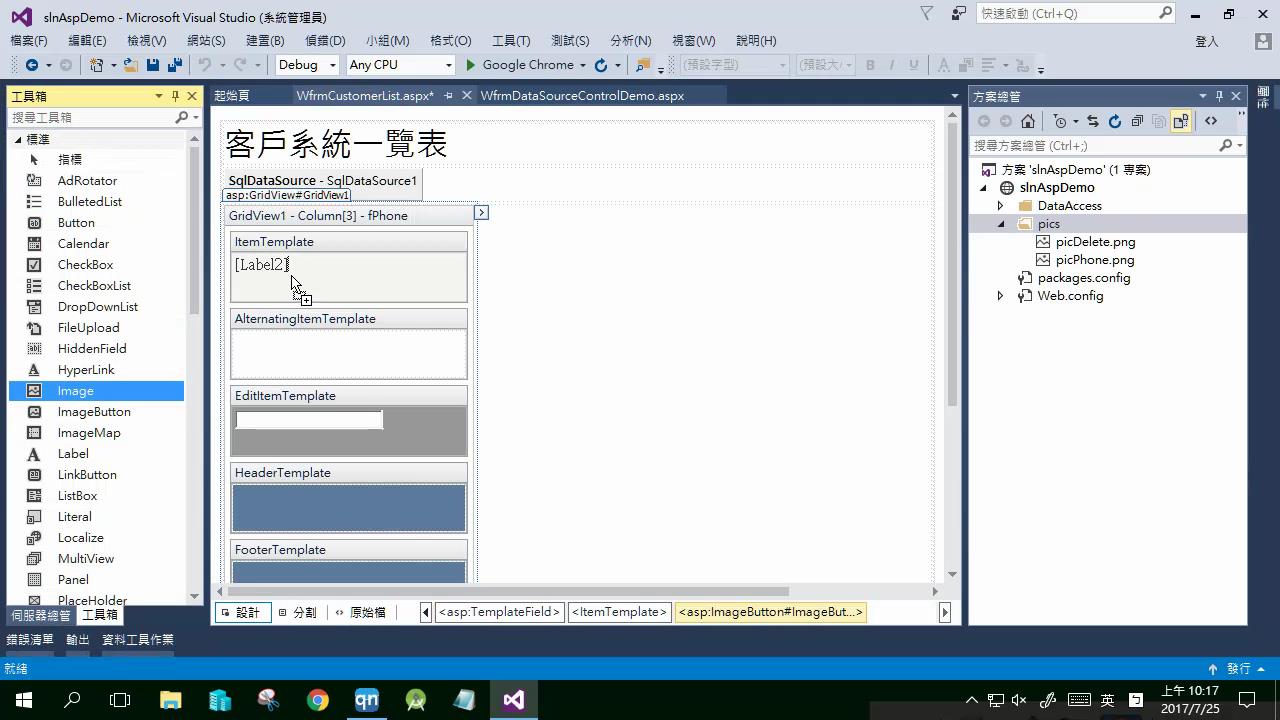 slnAspDemo - Microsoft Visual Studio (系統管理員)
快速啟動 (Ctrl+Q)
檔案(F) 編輯(E) 檢視(V) 網站(S) 建置(B) 偵錯(D) 小組(M) 格式(O) 工具(T) 測試(S) 分析(N) 視窗(W) 說明(H)
登入
Debug Any CPU Google Chrome (預設字型) (預設大 B I U
工具箱
搜尋工具箱
標準
指標
AdRotator
BulletedList
Button
Calendar
CheckBox
CheckBoxList
DropDownList
FileUpload
HiddenField
HyperLink
Image
ImageButton
ImageMap
Label
LinkButton
ListBox
Literal
Localize
MultiView
Panel
PlaceHolder
伺服器總管 工具箱
起始頁 WfrmCustomerList.aspx* WfrmDataSourceControlDemo.aspx
客戶系統一覽表
SqlDataSource - SqlDataSource1
asp:GridView#GridView1
GridView1 - Column[3] - fPhone
ItemTemplate
[Label2]
AlternatingItemTemplate
EditItemTemplate
HeaderTemplate
FooterTemplate
設計 分割 原始檔 <asp:TemplateField> <ItemTemplate> <asp:ImageButton#ImageBut...>
方案總管
搜尋方案總管 (Ctrl+;)
方案 'slnAspDemo' (1 專案)
slnAspDemo
DataAccess
pics
picDelete.png
picPhone.png
packages.config
Web.config
錯誤清單 輸出 資料工具作業
就緒
發行
qn
英
上午 10:17
2017/7/25